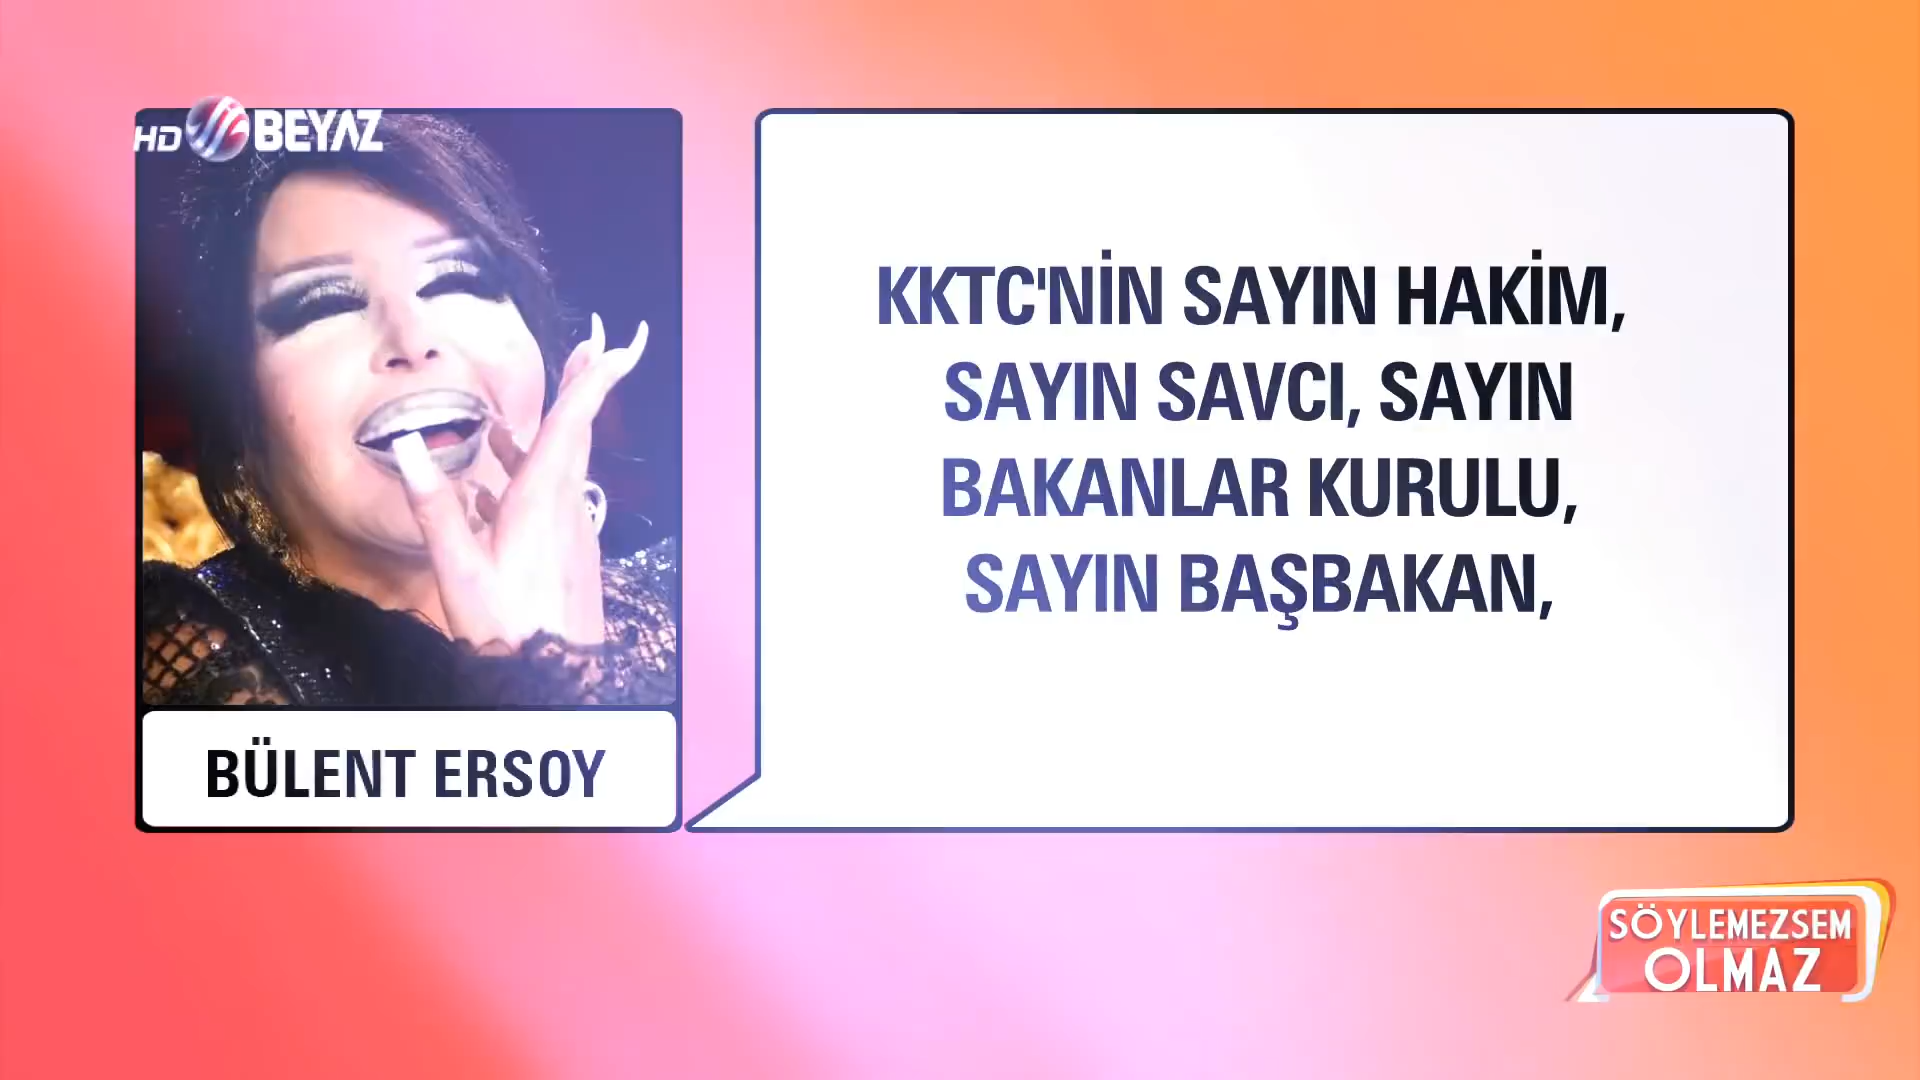 HD BEYAZ
KKTC'NİN SAYIN HAKİM,
SAYIN SAVCI, SAYIN
BAKANLAR KURULU,
SAYIN BAŞBAKAN,
BÜLENT ERSOY
SÖYLEMEZSEM
OLMAZ